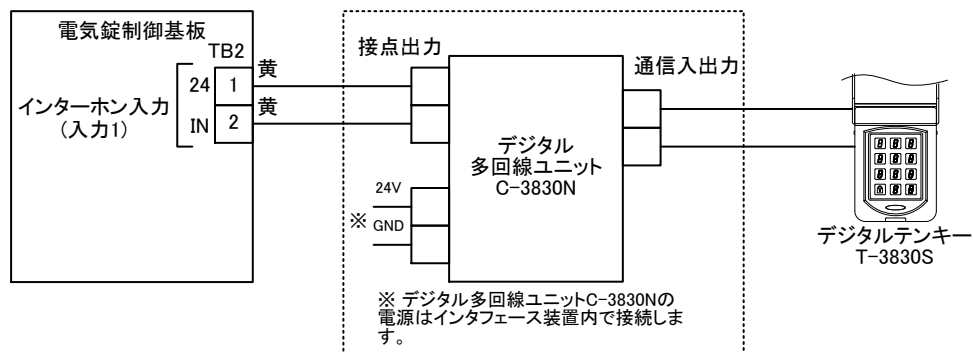 電気錠制御基板
TB2
インターホン入力
(入力1)
24
IN
1
2
黄
黄
接点出力
24V
※
GND
デジタル
多回線ユニット
C-3830N
通信入出力
デジタルテンキー
T-3830S
※ デジタル多回線ユニットC-3830Nの
電源はインタフェース装置内で接続しま
す。